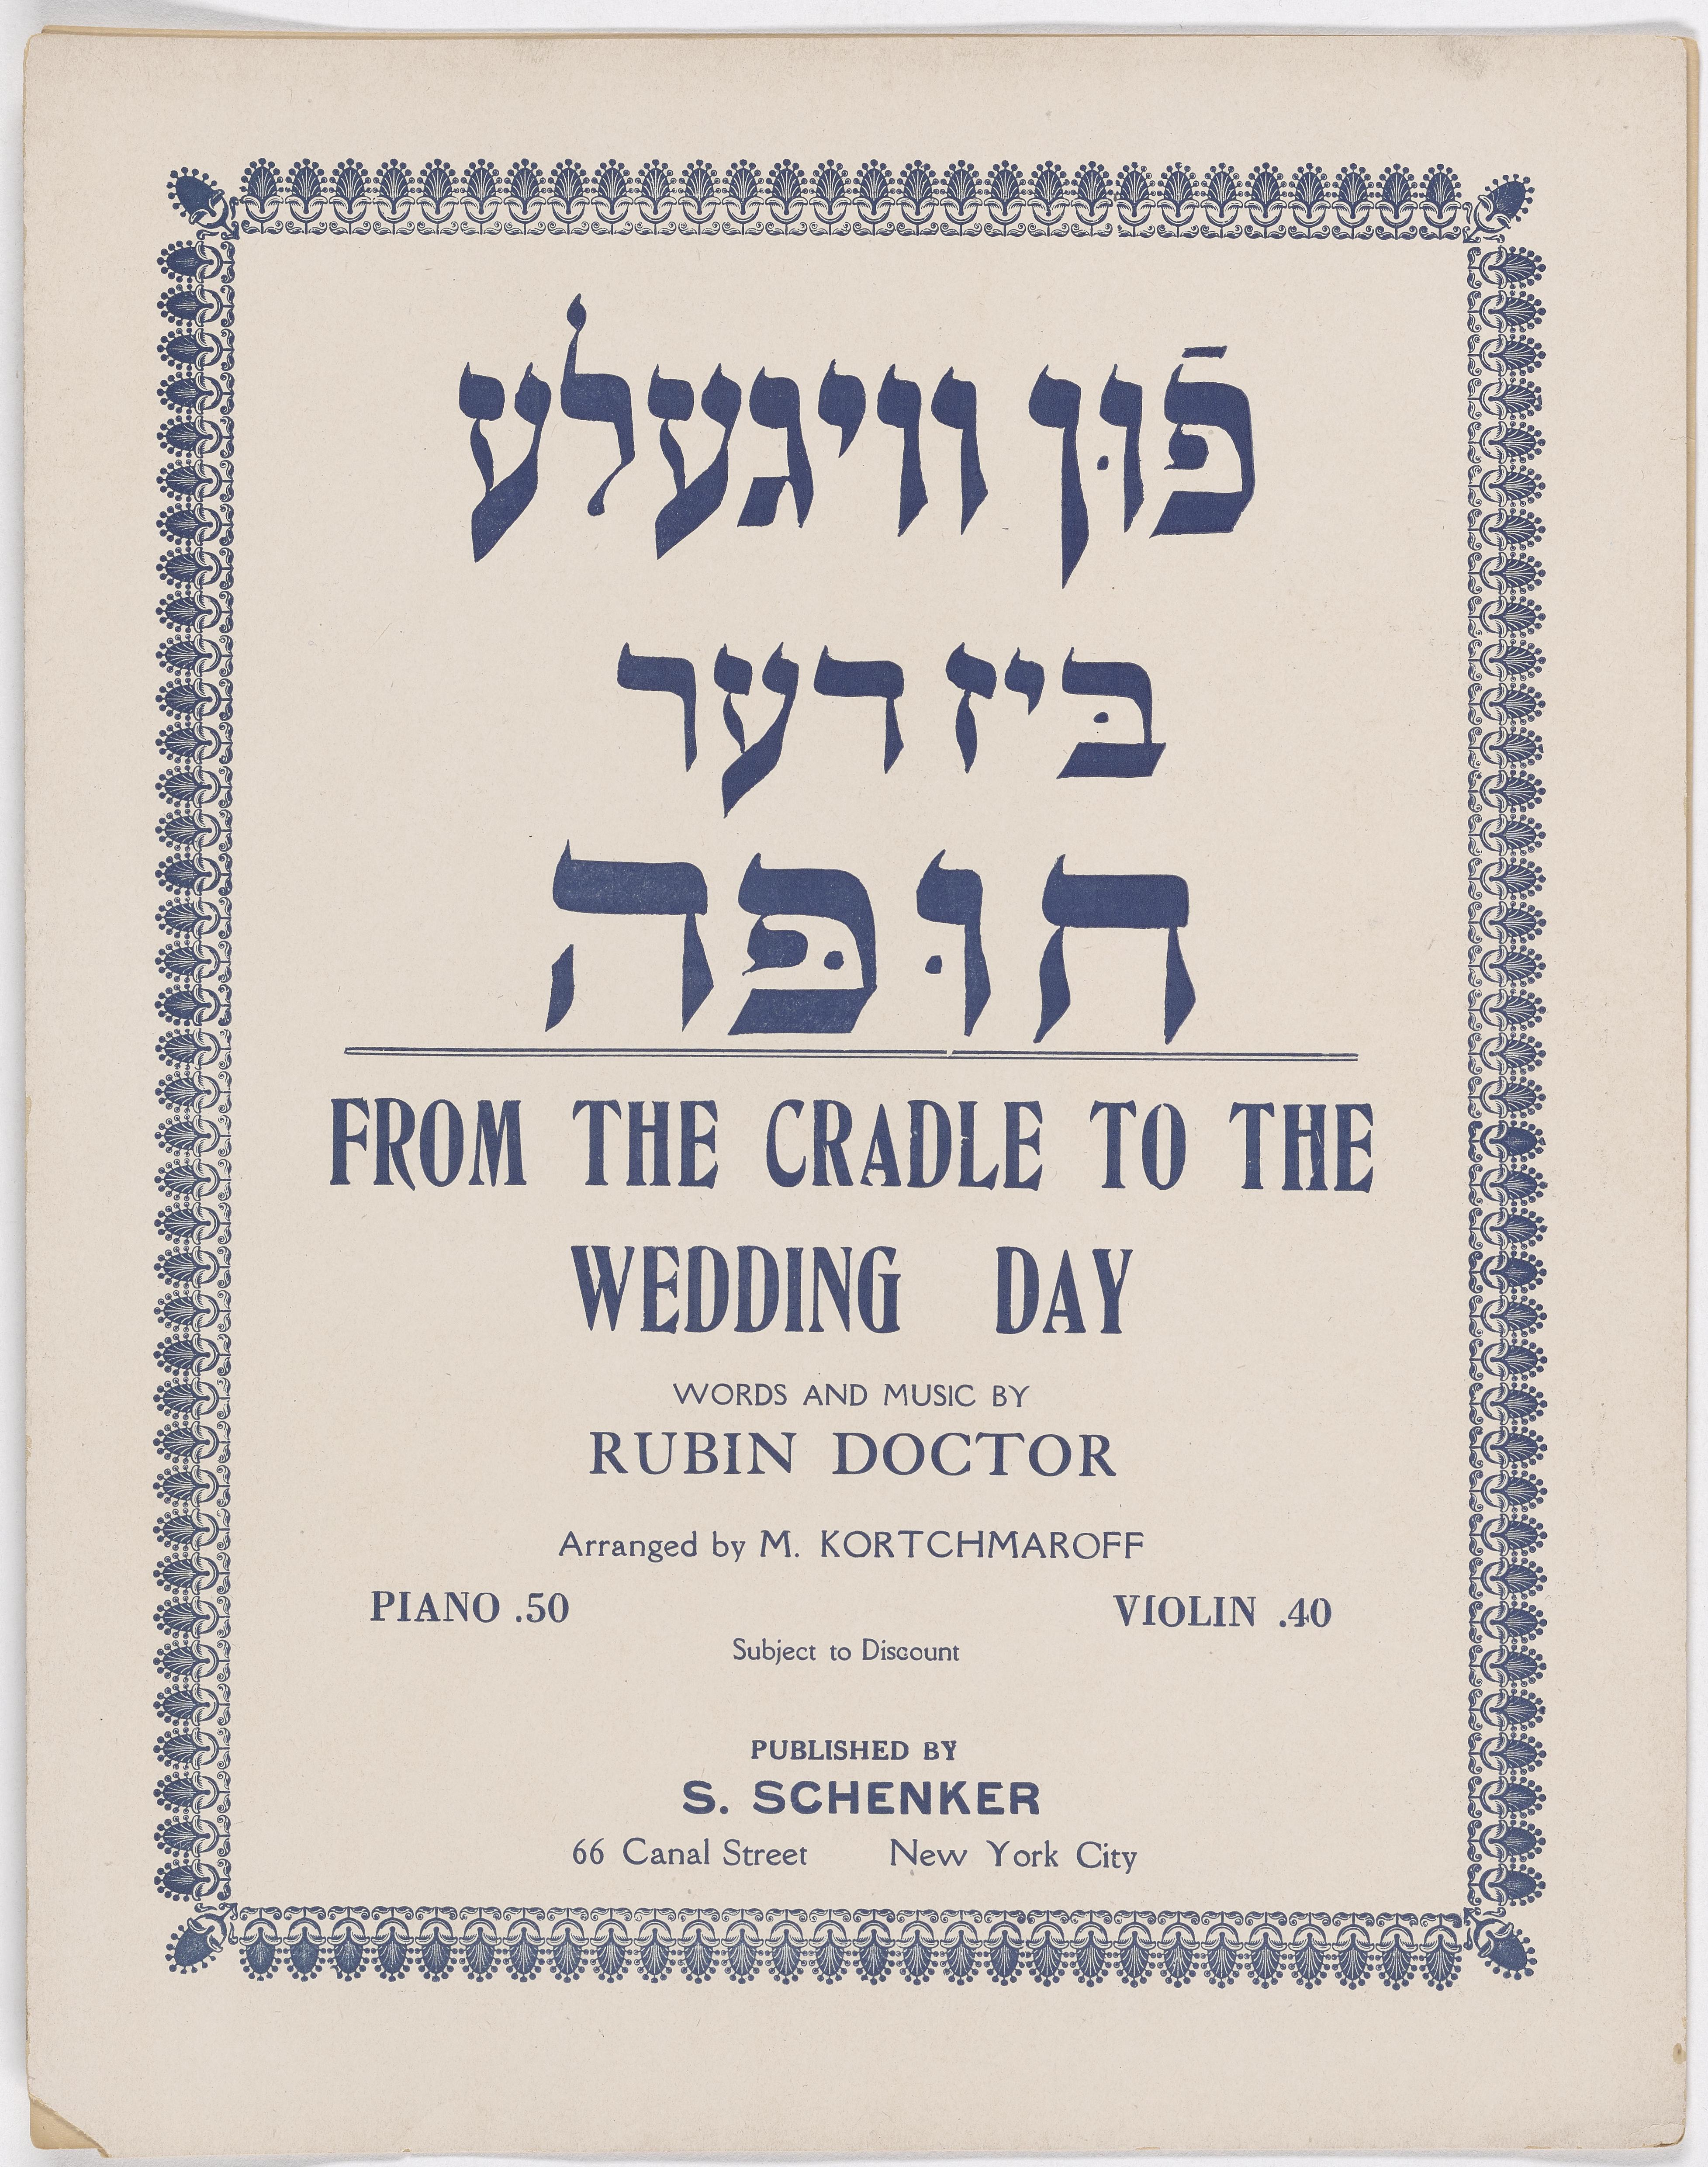 פֿוּן וויגעלע
בּיז דער
חוּפּה
FROM THE CRADLE TO THE
WEDDING DAY
WORDS AND MUSIC BY
RUBIN DOCTOR
Arranged by M. KORTCHMAROFF
PIANO .50 VIOLIN .40
Subject to Discount
PUBLISHED BY
S. SCHENKER
66 Canal Street New York City